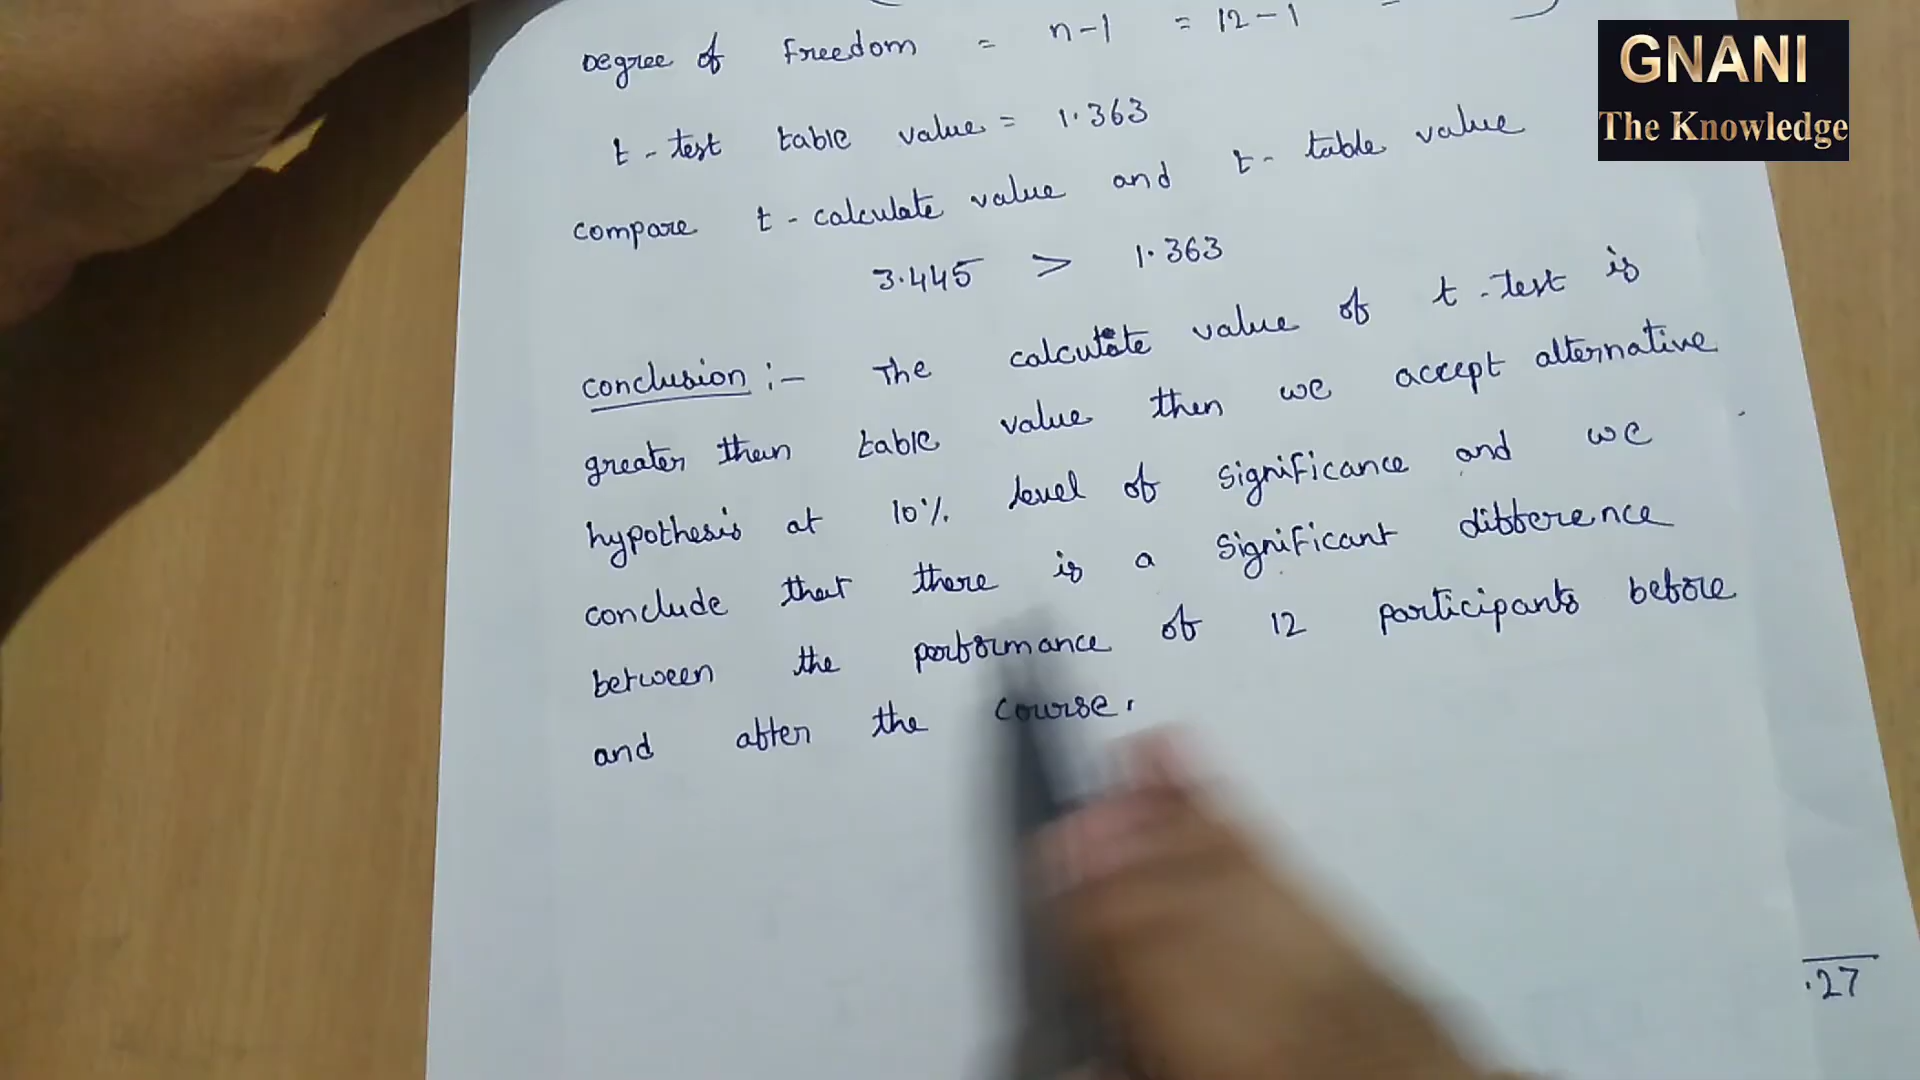 Degree of Freedom = n-1 = 12-1 =
t-test table value = 1.363
compare t-calculate value and t-table value
3.445 > 1.363
conclusion :- The calculate value of t-test is
greater than table value then we accept alternative
hypothesis at 10% level of significance and we
conclude that there is a significant difference
between the performance of 12 participants before
and after the course.
.27
GNANI
The Knowledge